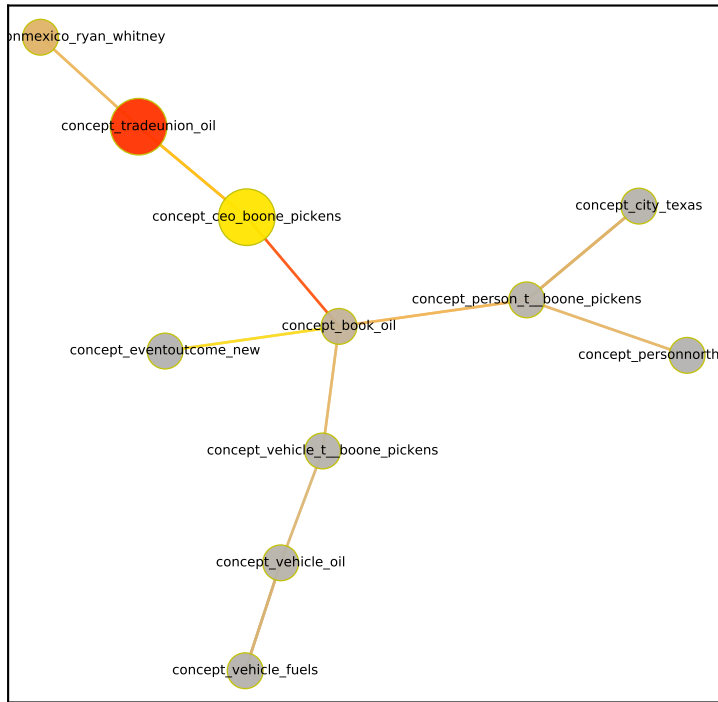 onmexico_ryan_whitney
concept_tradeunion_oil
concept_ceo_boone_pickens
concept_city_texas
concept_person_t__boone_pickens
concept_book_oil
concept_eventoutcome_new
concept_personnorth
concept_vehicle_t__boone_pickens
concept_vehicle_oil
concept_vehicle_fuels